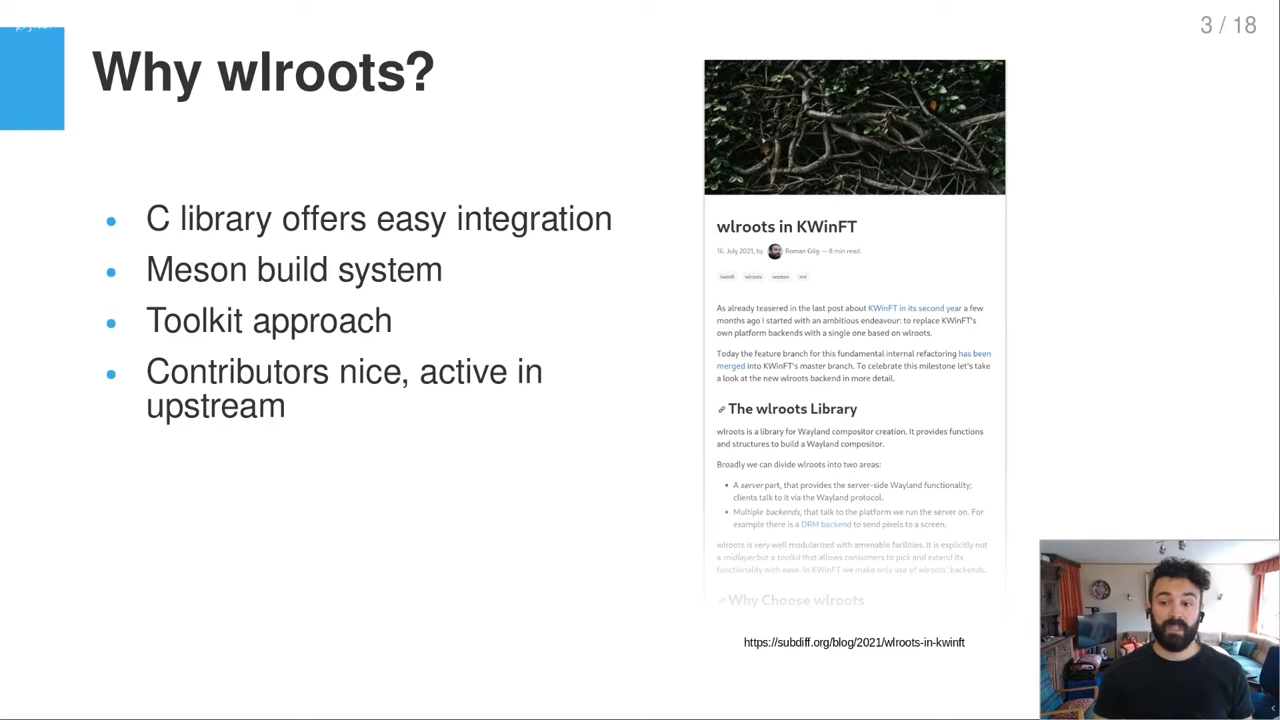 3 / 18
Why wlroots?
• C library offers easy integration
• Meson build system
• Toolkit approach
• Contributors nice, active in
upstream
wlroots in KWinFT
16. July 2021, by Roman Gilg — 8 min read.
kwinft wlroots weston
As already teasered in the last post about KWinFT in its second year a few
months ago I started with an ambitious endeavour: to replace KWinFT's
own platform backends with a single one based on wlroots.
Today the feature branch for this fundamental internal refactoring has been
merged into KWinFT's master branch. To celebrate this milestone let's take
a look at the new wlroots backend in more detail.
The wlroots Library
wlroots is a library for Wayland compositor creation. It provides functions
and structures to build a Wayland compositor.
Broadly we can divide wlroots into two areas:
• A server part, that provides the server-side Wayland functionality;
clients talk to it via the Wayland protocol.
• Multiple backends, that talk to the platform we run the server on. For
example there is a DRM backend to send pixels to a screen.
wlroots is very well modularized with amenable facilities. It is explicitly not
a midlayer but a toolkit that allows consumers to pick and extend its
functionality with ease. In KWinFT we make only use of wlroots' backends.
Why Choose wlroots
https://subdiff.org/blog/2021/wlroots-in-kwinft